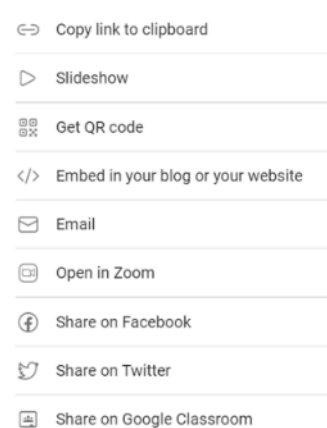 Copy link to clipboard
Slideshow
Get QR code
Embed in your blog or your website
Email
Open in Zoom
Share on Facebook
Share on Twitter
Share on Google Classroom